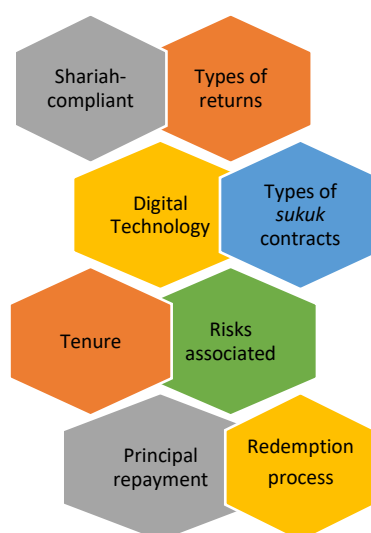 Shariah-
compliant
Types of
returns
Digital
Technology
Types of
sukuk
contracts
Tenure
Risks
associated
Principal
repayment
Redemption
process